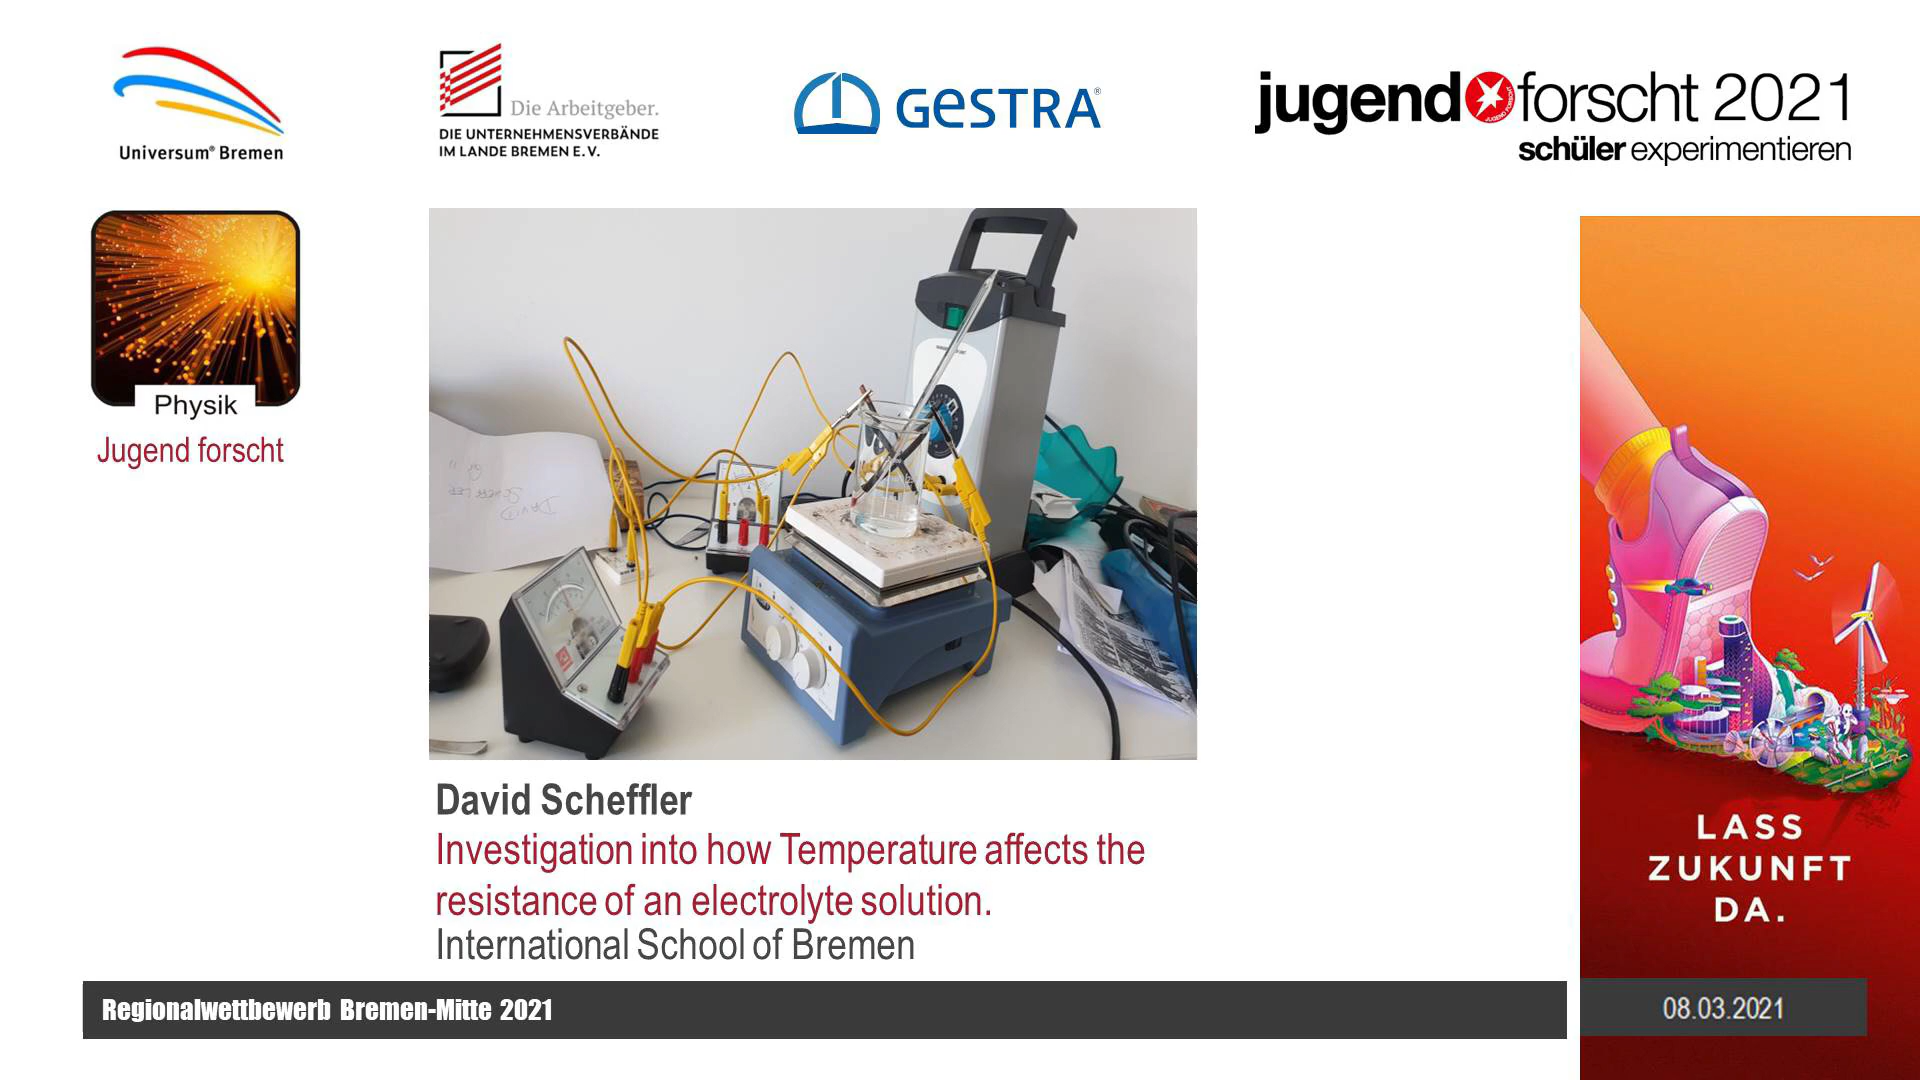 Universum® Bremen
Die Arbeitgeber.
DIE UNTERNEHMENSVERBÄNDE
IM LANDE BREMEN E.V.
GESTRA®
jugend forscht 2021
schüler experimentieren
Physik
Jugend forscht
DAVID
David Scheffler
Investigation into how Temperature affects the
resistance of an electrolyte solution.
International School of Bremen
LASS
ZUKUNFT
DA.
Regionalwettbewerb Bremen-Mitte 2021
08.03.2021